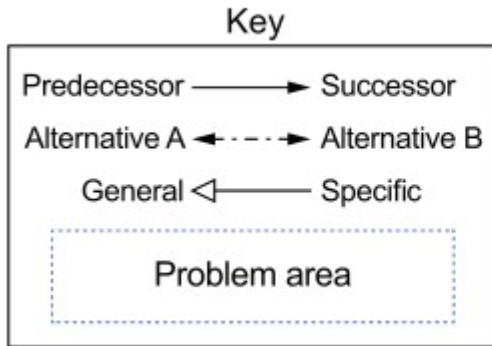 Key
Predecessor Successor
Alternative A Alternative B
General Specific
Problem area